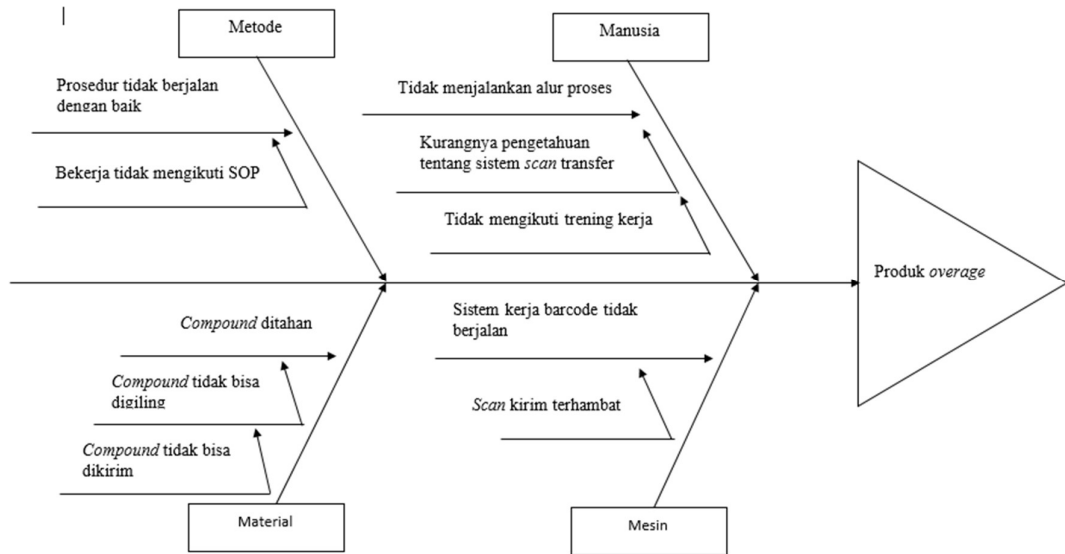 Metode
Manusia
Prosedur tidak berjalan
dengan baik
Bekerja tidak mengikuti SOP
Tidak menjalankan alur proses
Kurangnya pengetahuan
tentang sistem scan transfer
Tidak mengikuti trening kerja
Produk overage
Compound ditahan
Compound tidak bisa
digiling
Compound tidak bisa
dikirim
Sistem kerja barcode tidak
berjalan
Scan kirim terhambat
Material
Mesin